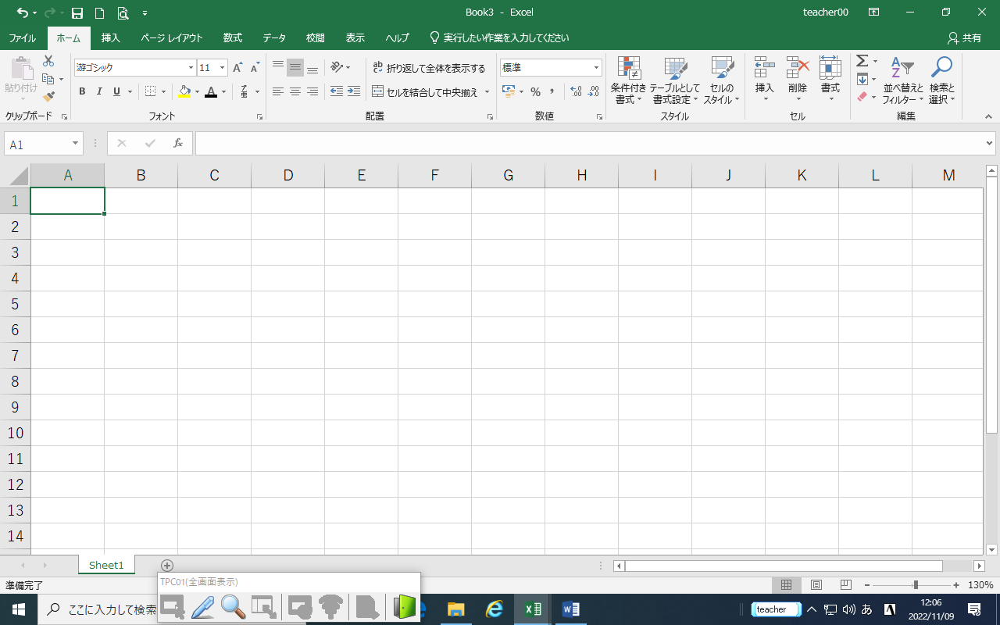 Book3 - Excel
teacher00
ファイル ホーム 挿入 ページ レイアウト 数式 データ 校閲 表示 ヘルプ 実行したい作業を入力してください 共有
貼り付け
游ゴシック 11
B I U
折り返して全体を表示する
セルを結合して中央揃え
標準
% ,
条件付き書式
テーブルとして書式設定
セルのスタイル
挿入 削除 書式
並べ替えとフィルター
検索と選択
クリップボード フォント 配置 数値 スタイル セル 編集
A1 fx
A B C D E F G H I J K L M
1
2
3
4
5
6
7
8
9
10
11
12
13
14
Sheet1
準備完了
130%
TPC01(全画面表示)
ここに入力して検索
teacher
あ
A
12:06
2022/11/09